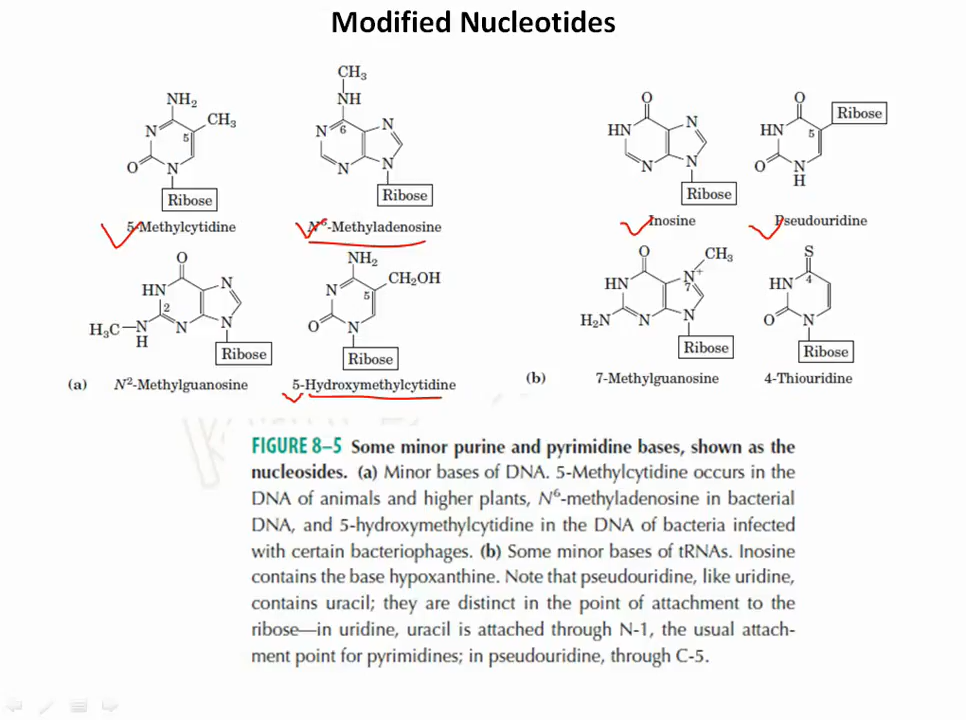 Modified Nucleotides
NH2
N
5
CH3
O
N
Ribose
5-Methylcytidine
CH3
NH
N
6
N
N
N
Ribose
N6-Methyladenosine
O
HN
N
N
N
Ribose
Inosine
O
HN
5
Ribose
O
N
H
Pseudouridine
O
HN
N
2
H3C—N
N
N
H
Ribose
(a) N2-Methylguanosine
NH2
CH2OH
N
5
O
N
Ribose
5-Hydroxymethylcytidine
O
CH3
HN
N+
7
H2N
N
N
Ribose
(b) 7-Methylguanosine
S
HN
4
O
N
Ribose
4-Thiouridine
FIGURE 8–5 Some minor purine and pyrimidine bases, shown as the
nucleosides. (a) Minor bases of DNA. 5-Methylcytidine occurs in the
DNA of animals and higher plants, N6-methyladenosine in bacterial
DNA, and 5-hydroxymethylcytidine in the DNA of bacteria infected
with certain bacteriophages. (b) Some minor bases of tRNAs. Inosine
contains the base hypoxanthine. Note that pseudouridine, like uridine,
contains uracil; they are distinct in the point of attachment to the
ribose—in uridine, uracil is attached through N-1, the usual attach-
ment point for pyrimidines; in pseudouridine, through C-5.